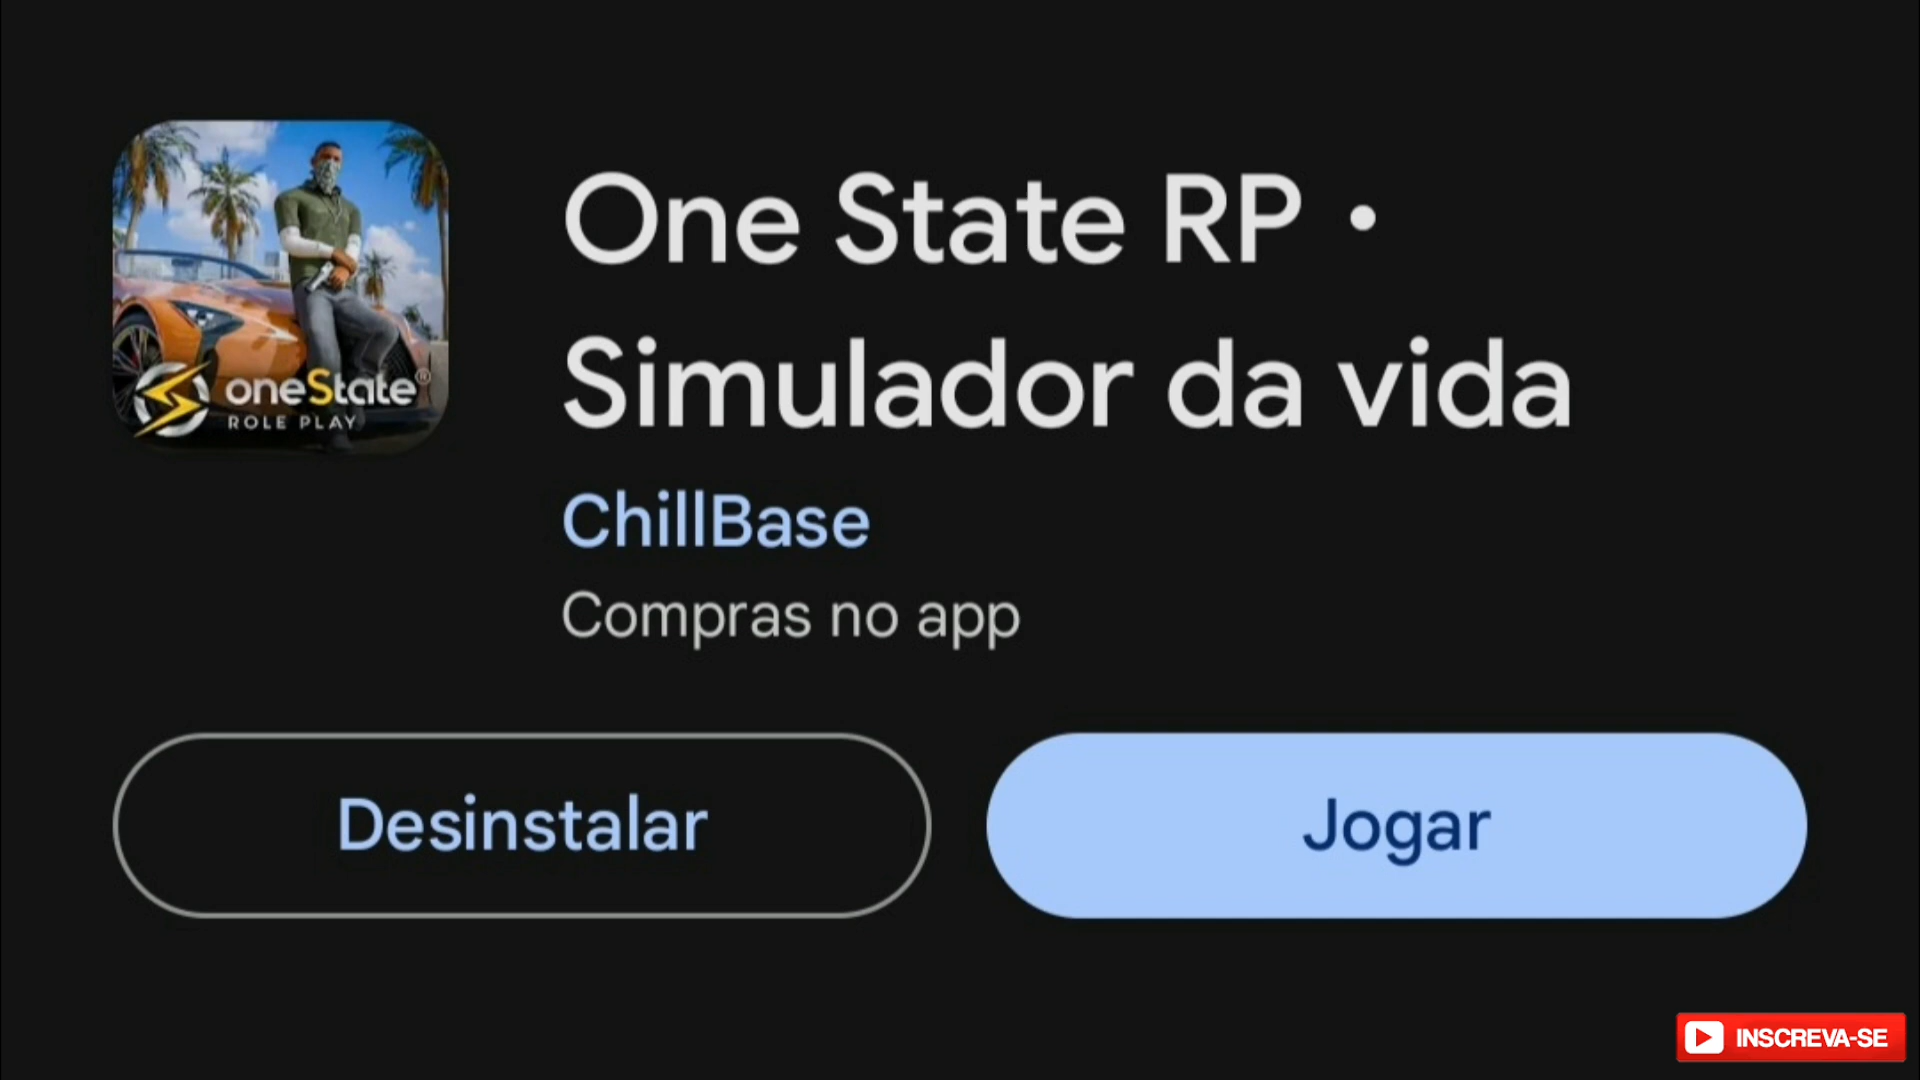 One State RP •
Simulador da vida
ChillBase
Compras no app
oneState®
ROLE PLAY
Desinstalar
Jogar
INSCREVA-SE